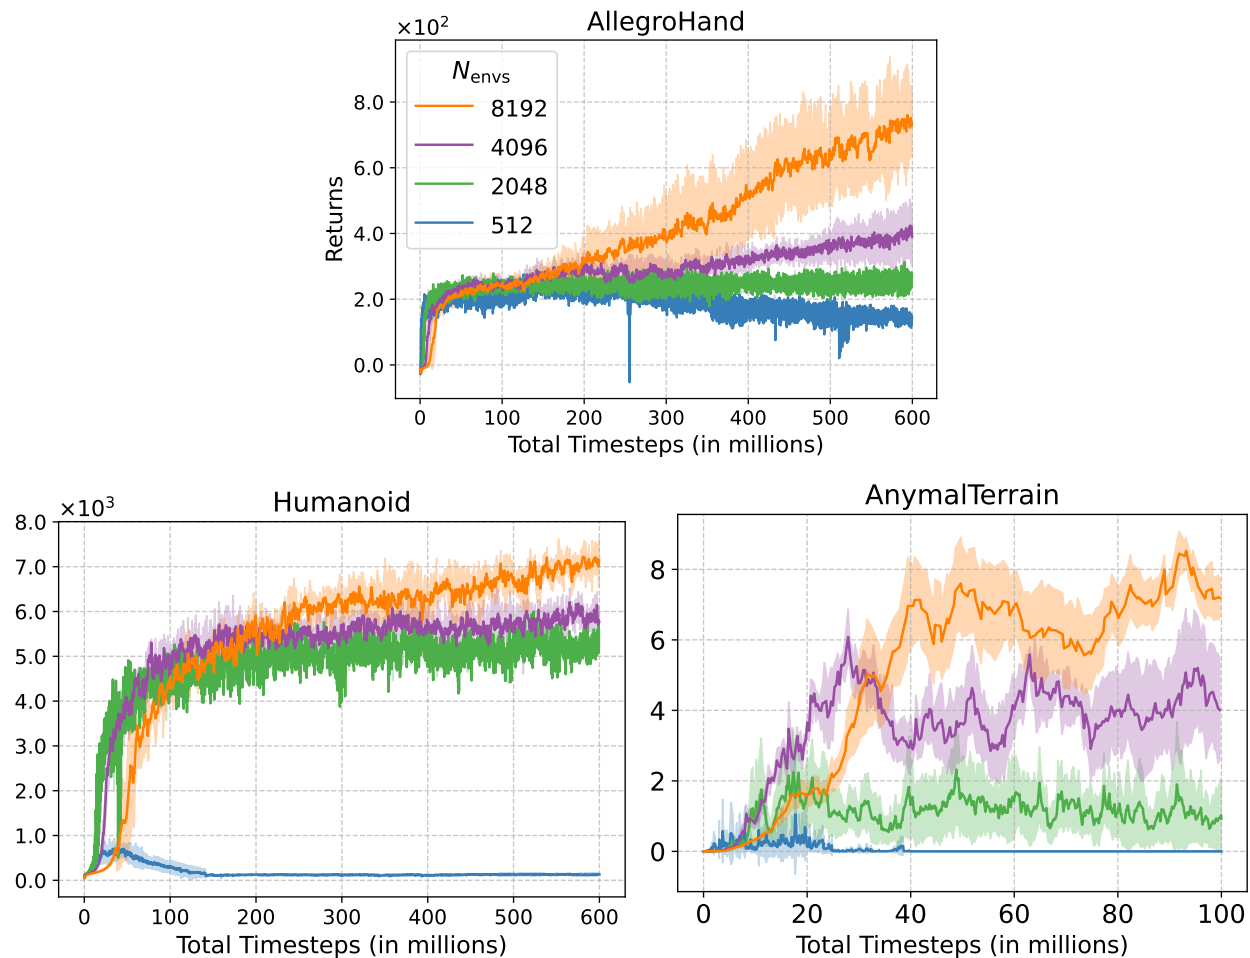 AllegroHand
×10²
N_envs
8192
4096
2048
512
8.0
6.0
4.0
2.0
0.0
Returns
0 100 200 300 400 500 600
Total Timesteps (in millions)
Humanoid
×10³
8.0
7.0
6.0
5.0
4.0
3.0
2.0
1.0
0.0
0 100 200 300 400 500 600
Total Timesteps (in millions)
AnymalTerrain
8
6
4
2
0
0 20 40 60 80 100
Total Timesteps (in millions)